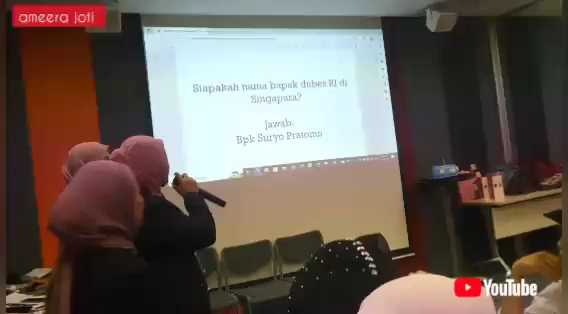 ameera joti
Siapakah nama bapak dubes RI di
Singapura?
Jawab:
Bpk Suryo Pratomo
YouTube